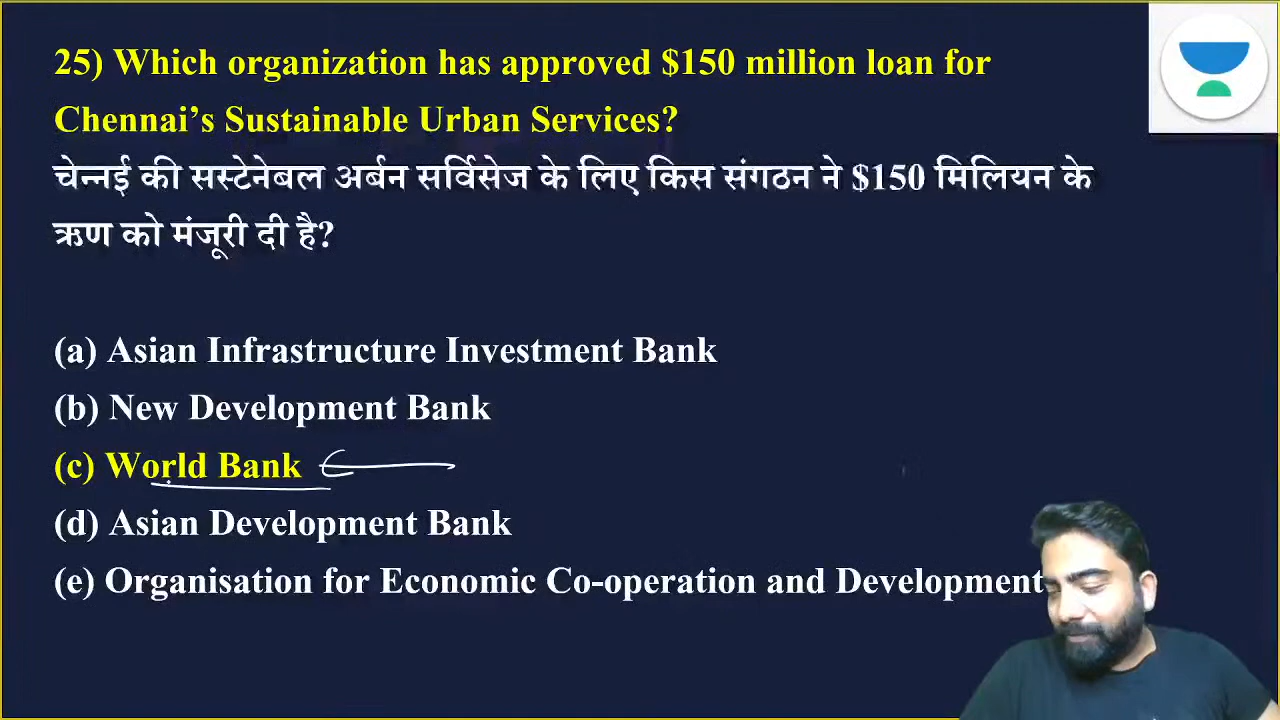 25) Which organization has approved $150 million loan for
Chennai’s Sustainable Urban Services?
चेन्नई की सस्टेनेबल अर्बन सर्विसेज के लिए किस संगठन ने $150 मिलियन के
ऋण को मंजूरी दी है?
(a) Asian Infrastructure Investment Bank
(b) New Development Bank
(c) World Bank
(d) Asian Development Bank
(e) Organisation for Economic Co-operation and Development